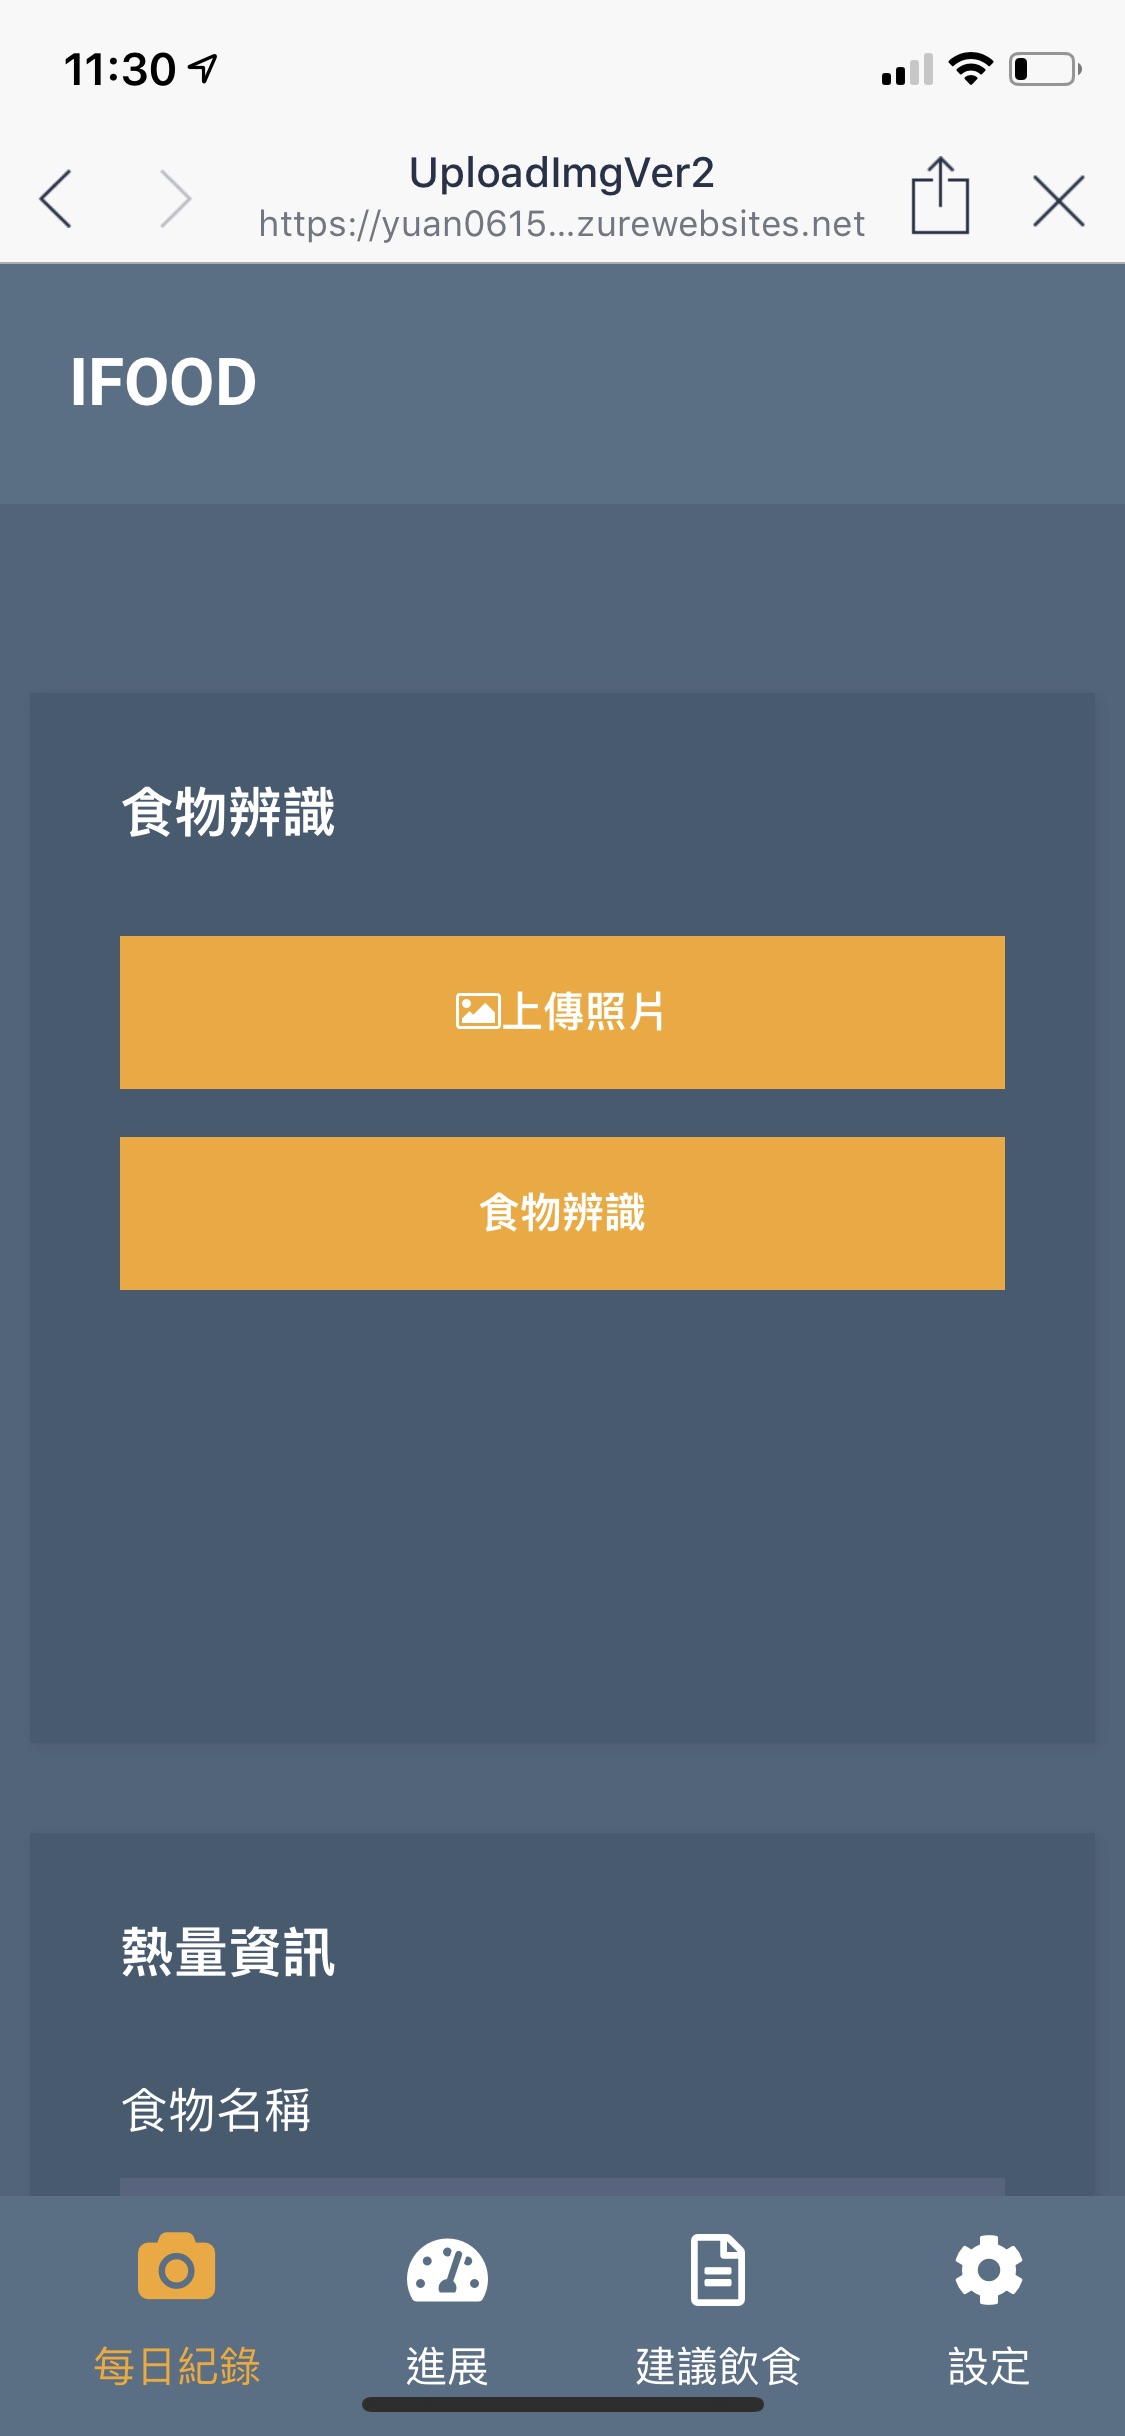 11:30
UploadImgVer2
https://yuan0615...zurewebsites.net
IFOOD
食物辨識
上傳照片
食物辨識
熱量資訊
食物名稱
每日紀錄
進展
建議飲食
設定